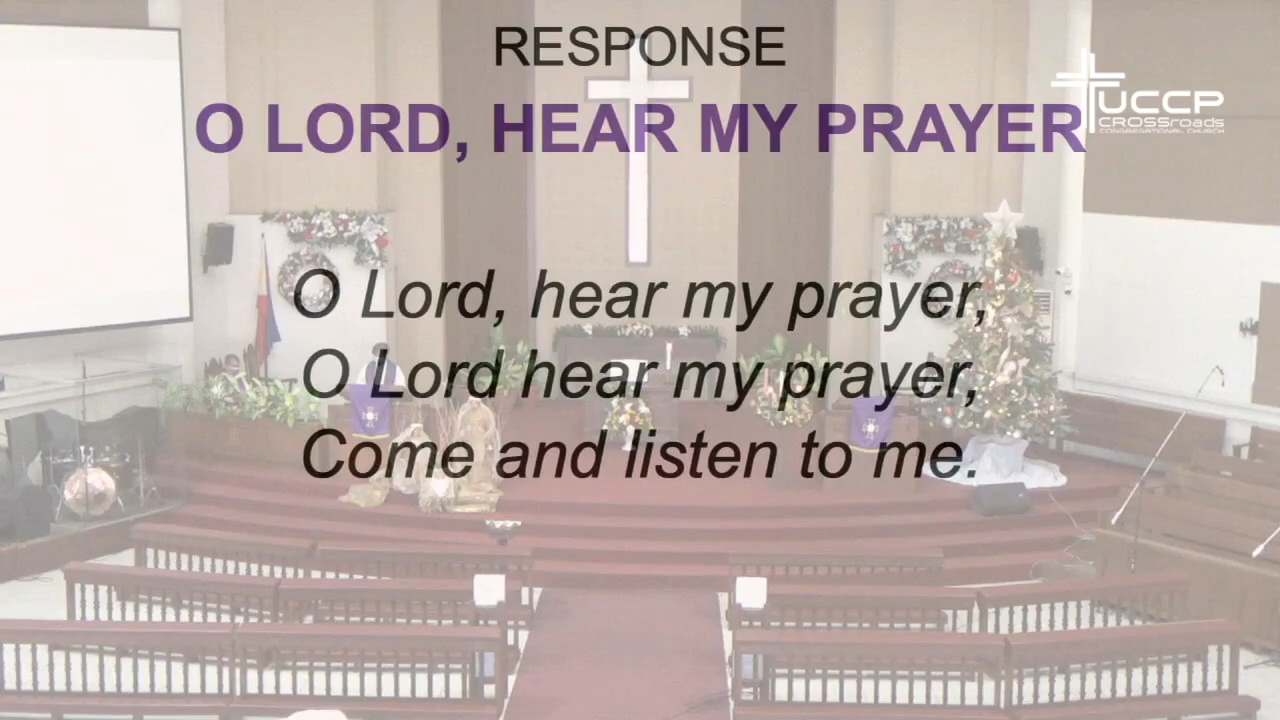 RESPONSE
O LORD, HEAR MY PRAYER
UCCP
CROSSroads
CONGREGATIONAL CHURCH
O Lord, hear my prayer,
O Lord hear my prayer,
Come and listen to me.